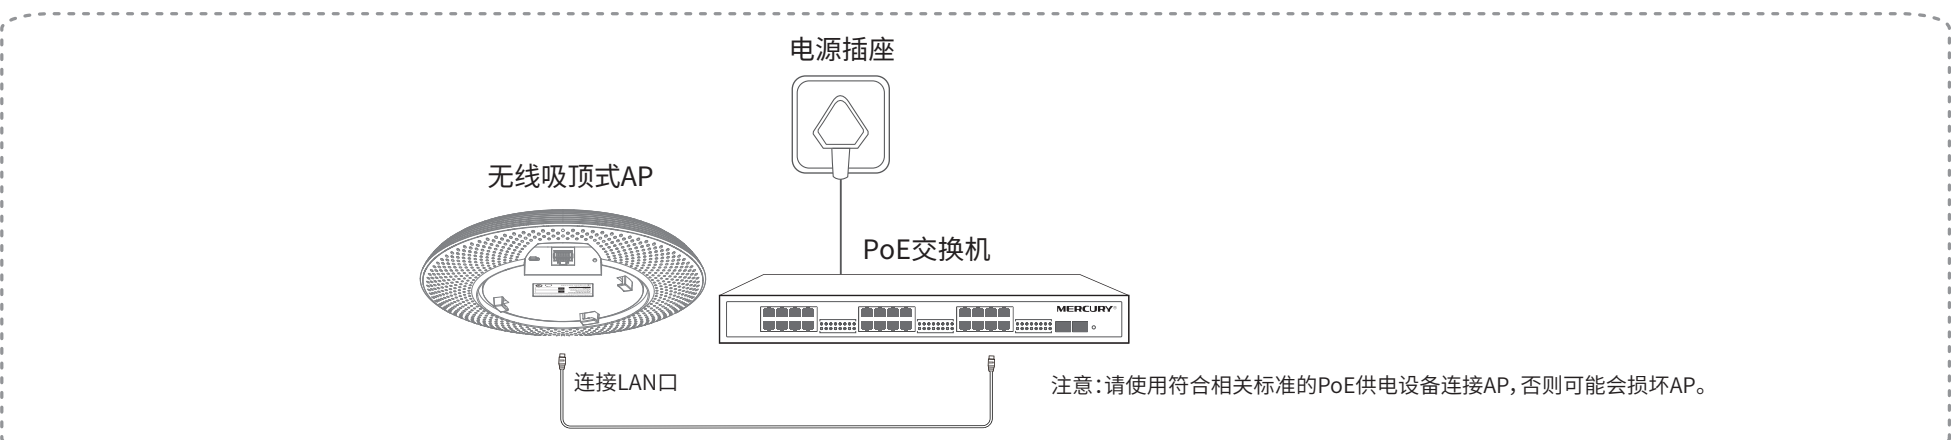 电源插座
无线吸顶式AP
PoE交换机
MERCURY®
连接LAN口
注意：请使用符合相关标准的PoE供电设备连接AP，否则可能会损坏AP。